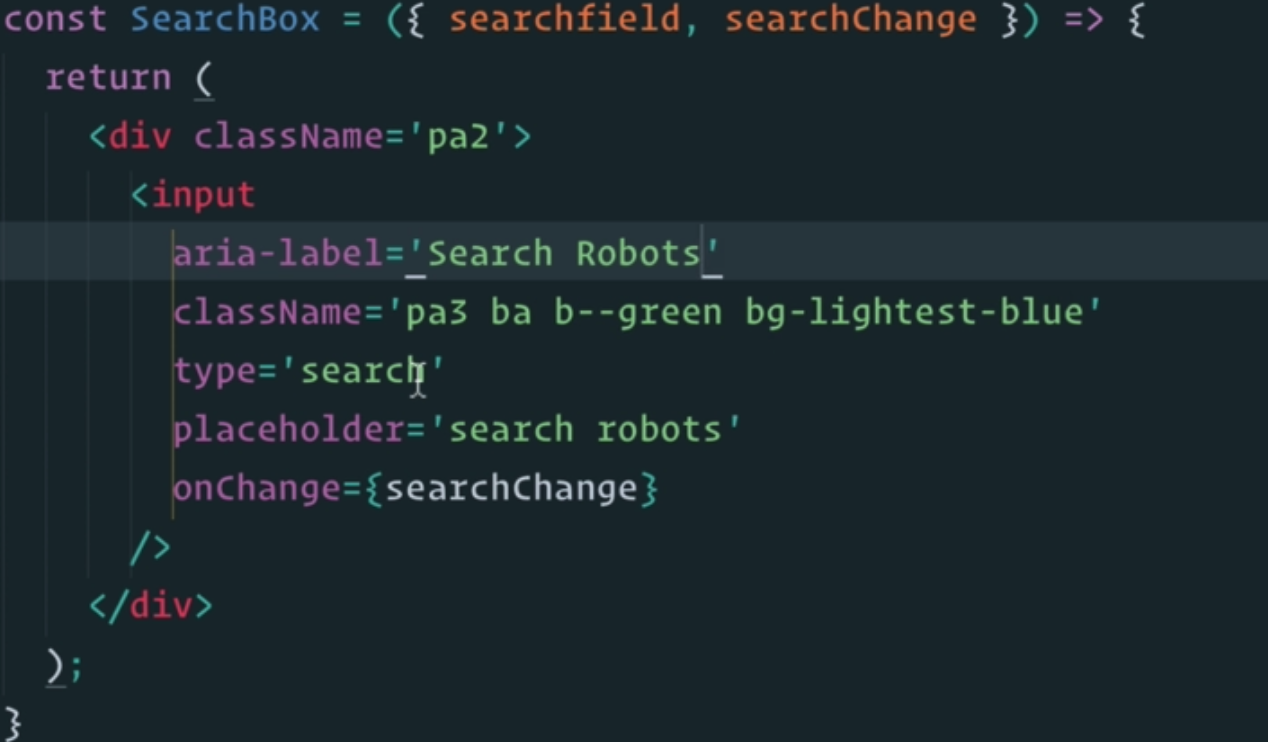 const SearchBox = ({ searchfield, searchChange }) => {
  return (
    <div className='pa2'>
      <input
        aria-label='Search Robots'
        className='pa3 ba b--green bg-lightest-blue'
        type='search'
        placeholder='search robots'
        onChange={searchChange}
      />
    </div>
  );
}